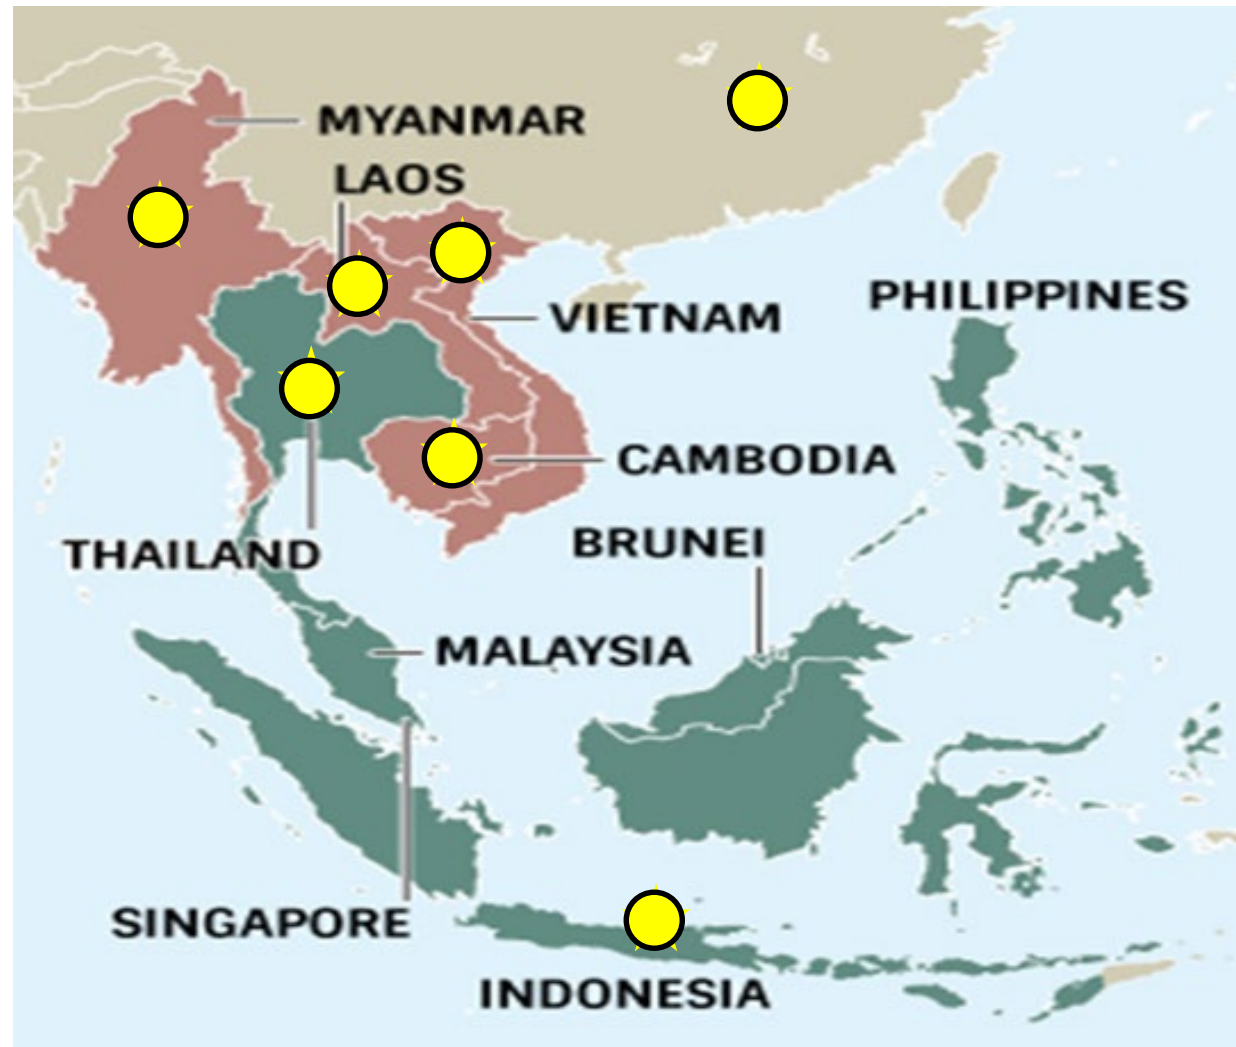 MYANMAR
LAOS
PHILIPPINES
VIETNAM
CAMBODIA
BRUNEI
THAILAND
MALAYSIA
SINGAPORE
INDONESIA